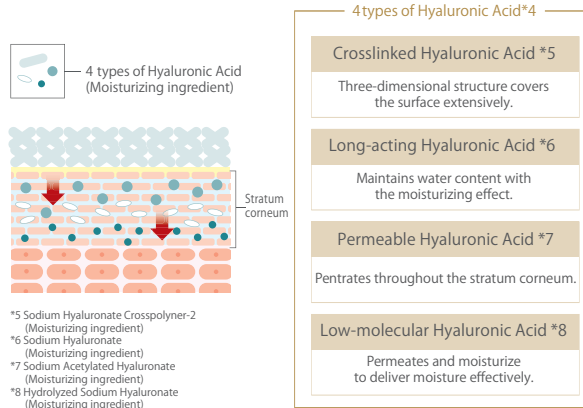 4 types of Hyaluronic Acid
(Moisturizing ingredient)
Stratum
corneum
*5 Sodium Hyaluronate Crosspolyner-2
(Moisturizing ingredient)
*6 Sodium Hyaluronate
(Moisturizing ingredient)
*7 Sodium Acetylated Hyaluronate
(Moisturizing ingredient)
*8 Hydrolyzed Sodium Hyaluronate
(Moisturizing ingredient)
4 types of Hyaluronic Acid*4
Crosslinked Hyaluronic Acid *5
Three-dimensional structure covers
the surface extensively.
Long-acting Hyaluronic Acid *6
Maintains water content with
the moisturizing effect.
Permeable Hyaluronic Acid *7
Pentrates throughout the stratum corneum.
Low-molecular Hyaluronic Acid *8
Permeates and moisturize
to deliver moisture effectively.